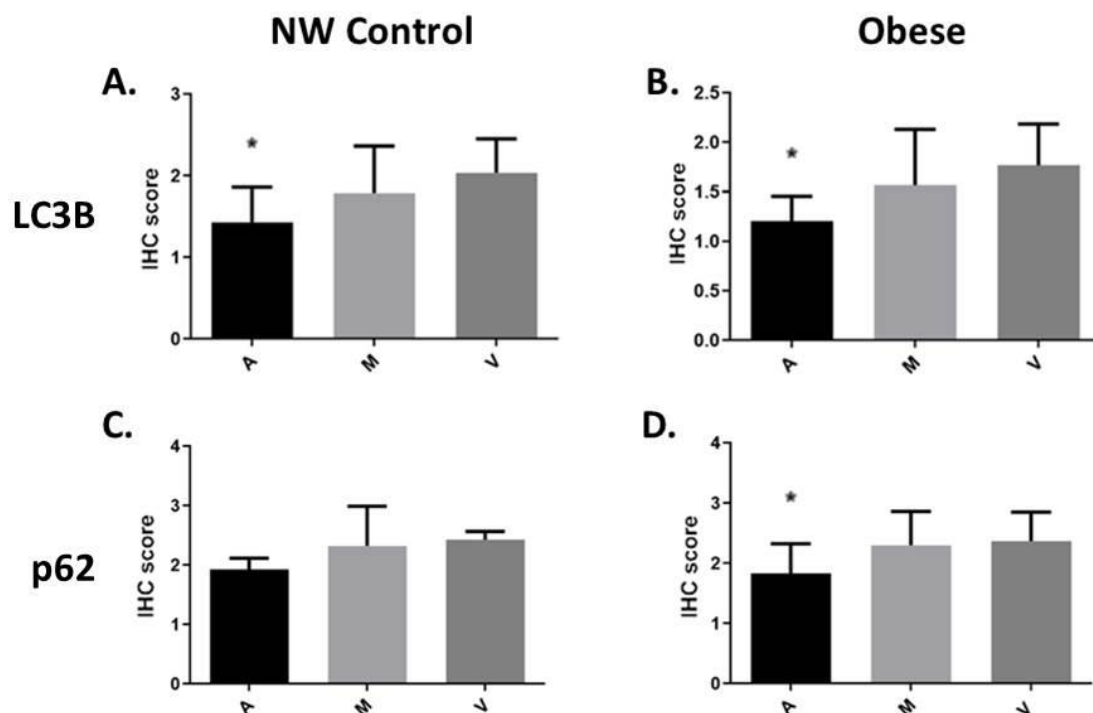 NW Control
Obese
A.
B.
LC3B
IHC score
3
2
1
0
A
M
V
*
IHC score
2.5
2.0
1.5
1.0
0.5
0.0
A
M
V
*
C.
D.
p62
IHC score
4
3
2
1
0
A
M
V
IHC score
4
3
2
1
0
A
M
V
*